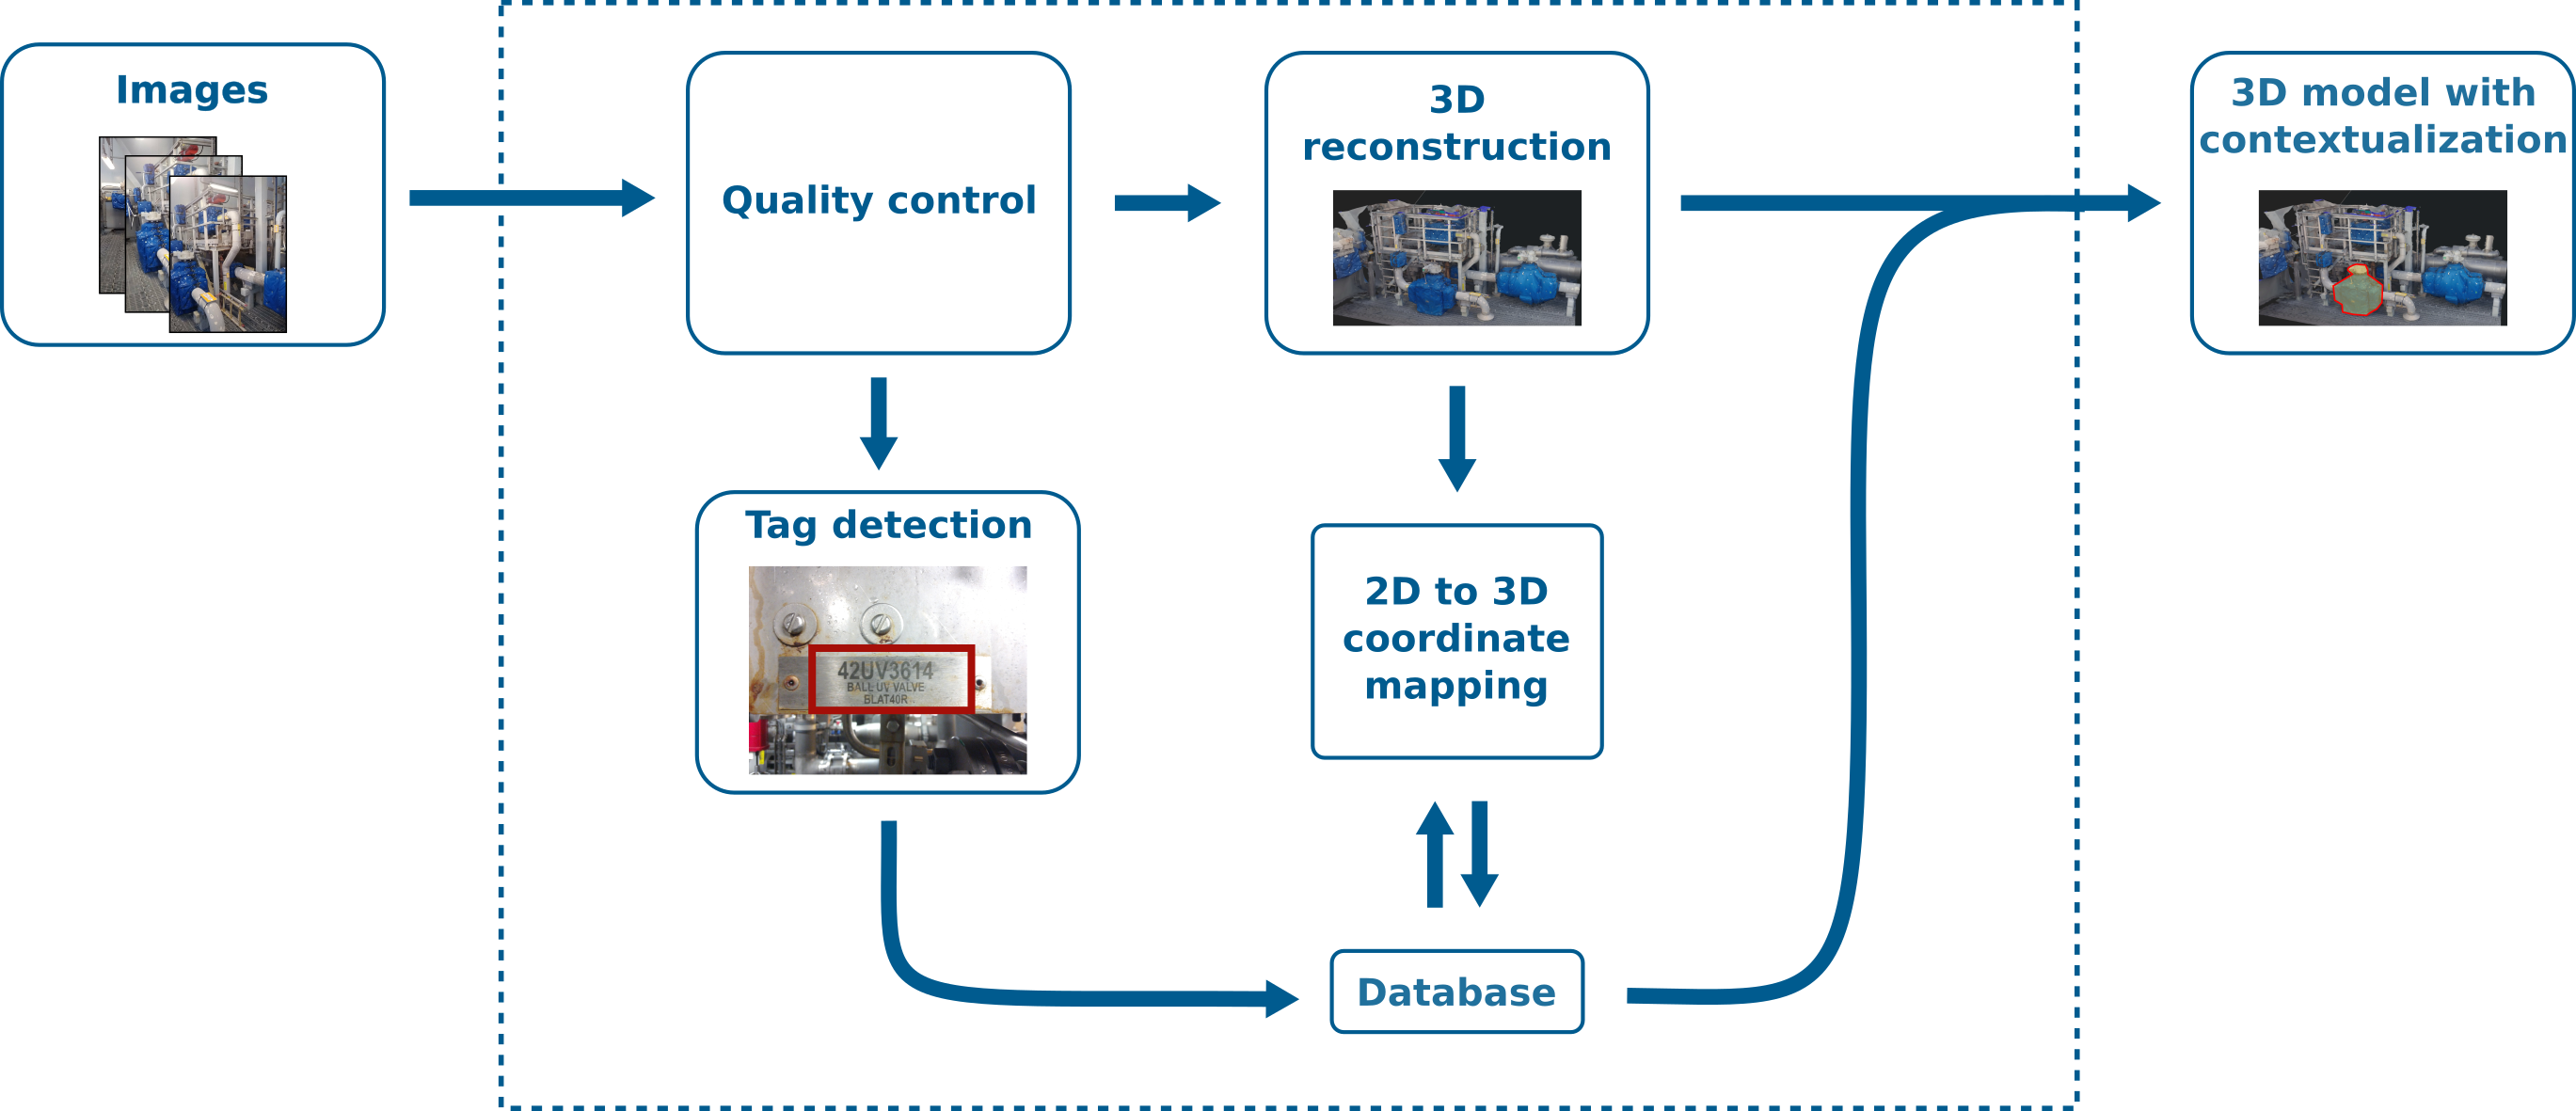 Images
Quality control
3D
reconstruction
3D model with
contextualization
Tag detection
42UV3614
BALL UV VALVE
BLAT40R
2D to 3D
coordinate
mapping
Database